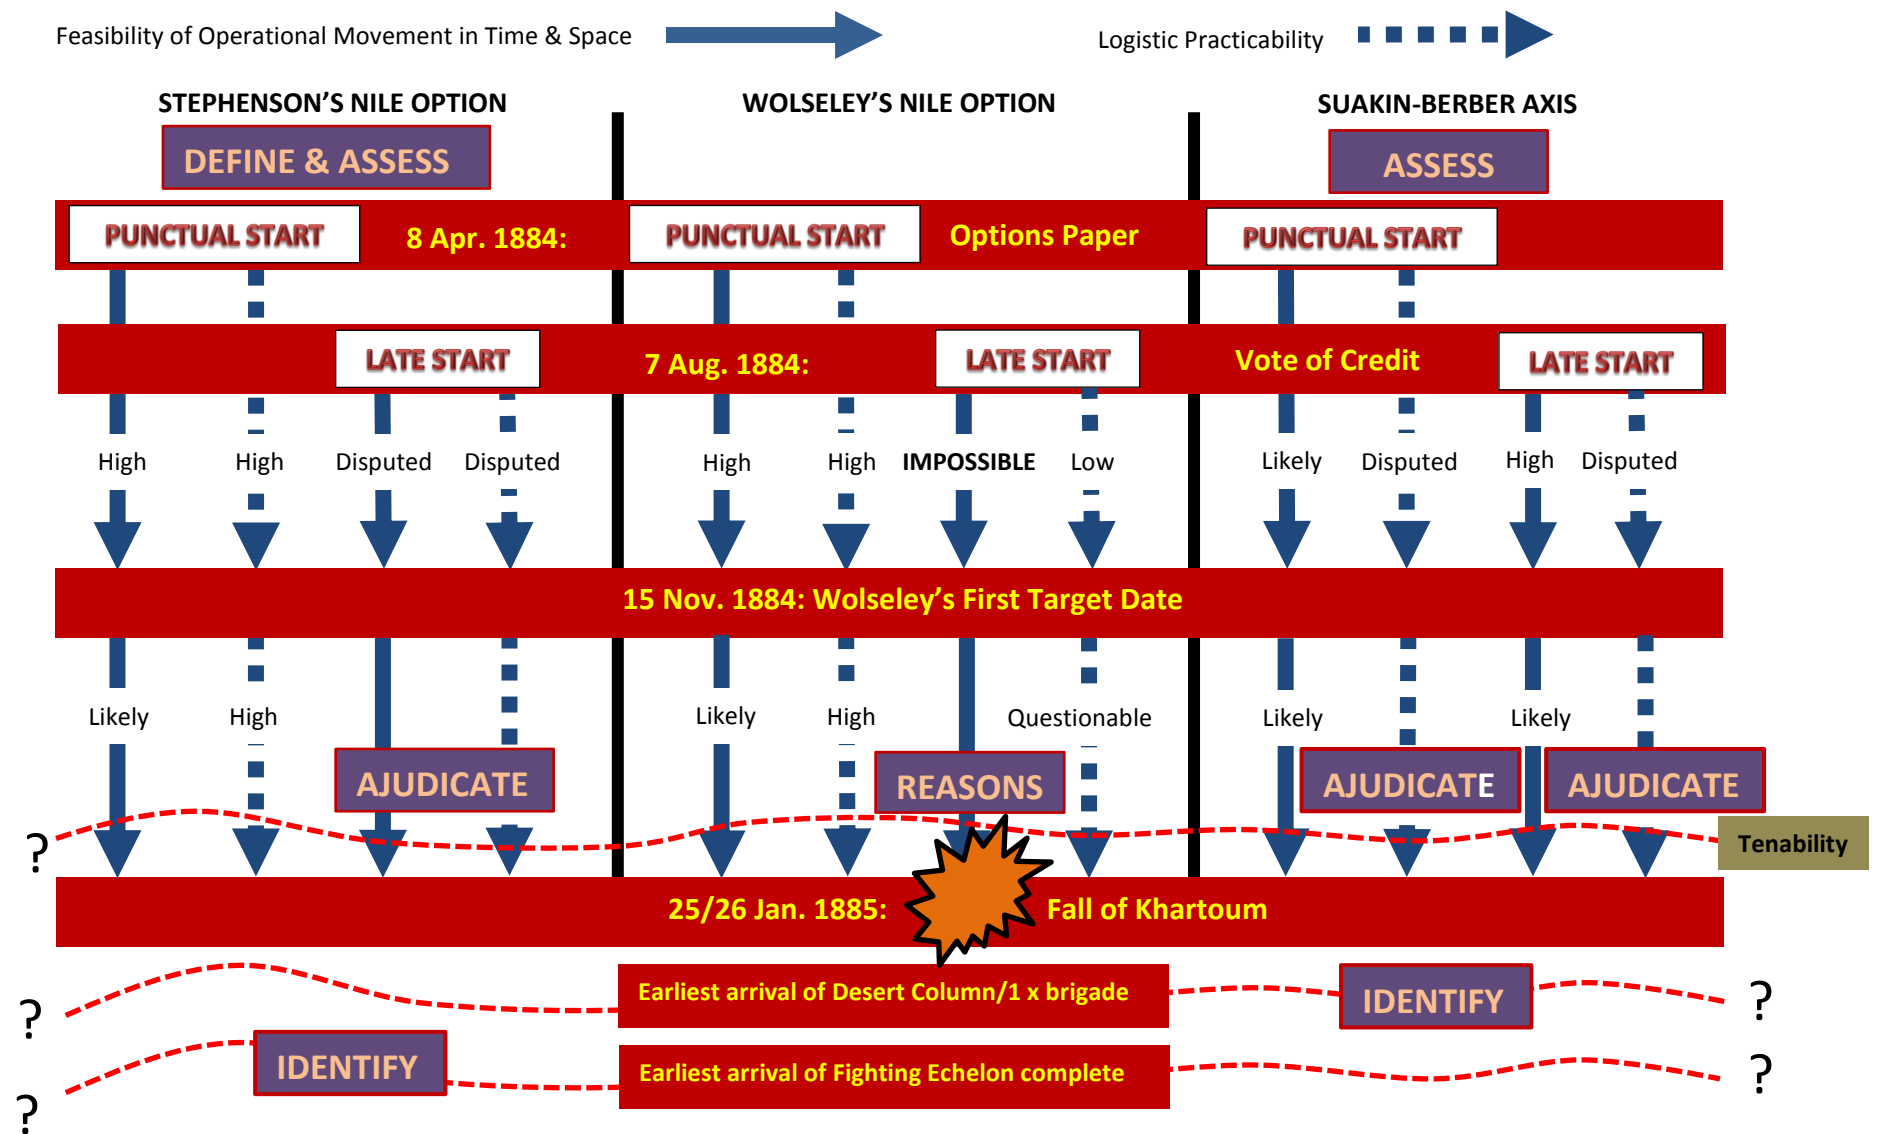 Feasibility of Operational Movement in Time & Space
Logistic Practicability
STEPHENSON’S NILE OPTION
WOLSELEY’S NILE OPTION
SUAKIN-BERBER AXIS
DEFINE & ASSESS
ASSESS
PUNCTUAL START
8 Apr. 1884:
PUNCTUAL START
Options Paper
PUNCTUAL START
LATE START
7 Aug. 1884:
LATE START
Vote of Credit
LATE START
High
High
Disputed
Disputed
High
High
IMPOSSIBLE
Low
Likely
Disputed
High
Disputed
15 Nov. 1884: Wolseley’s First Target Date
Likely
High
Likely
High
Questionable
Likely
Likely
AJUDICATE
REASONS
AJUDICATE
AJUDICATE
?
Tenability
25/26 Jan. 1885:
Fall of Khartoum
?
Earliest arrival of Desert Column/1 x brigade
IDENTIFY
?
?
IDENTIFY
Earliest arrival of Fighting Echelon complete
?